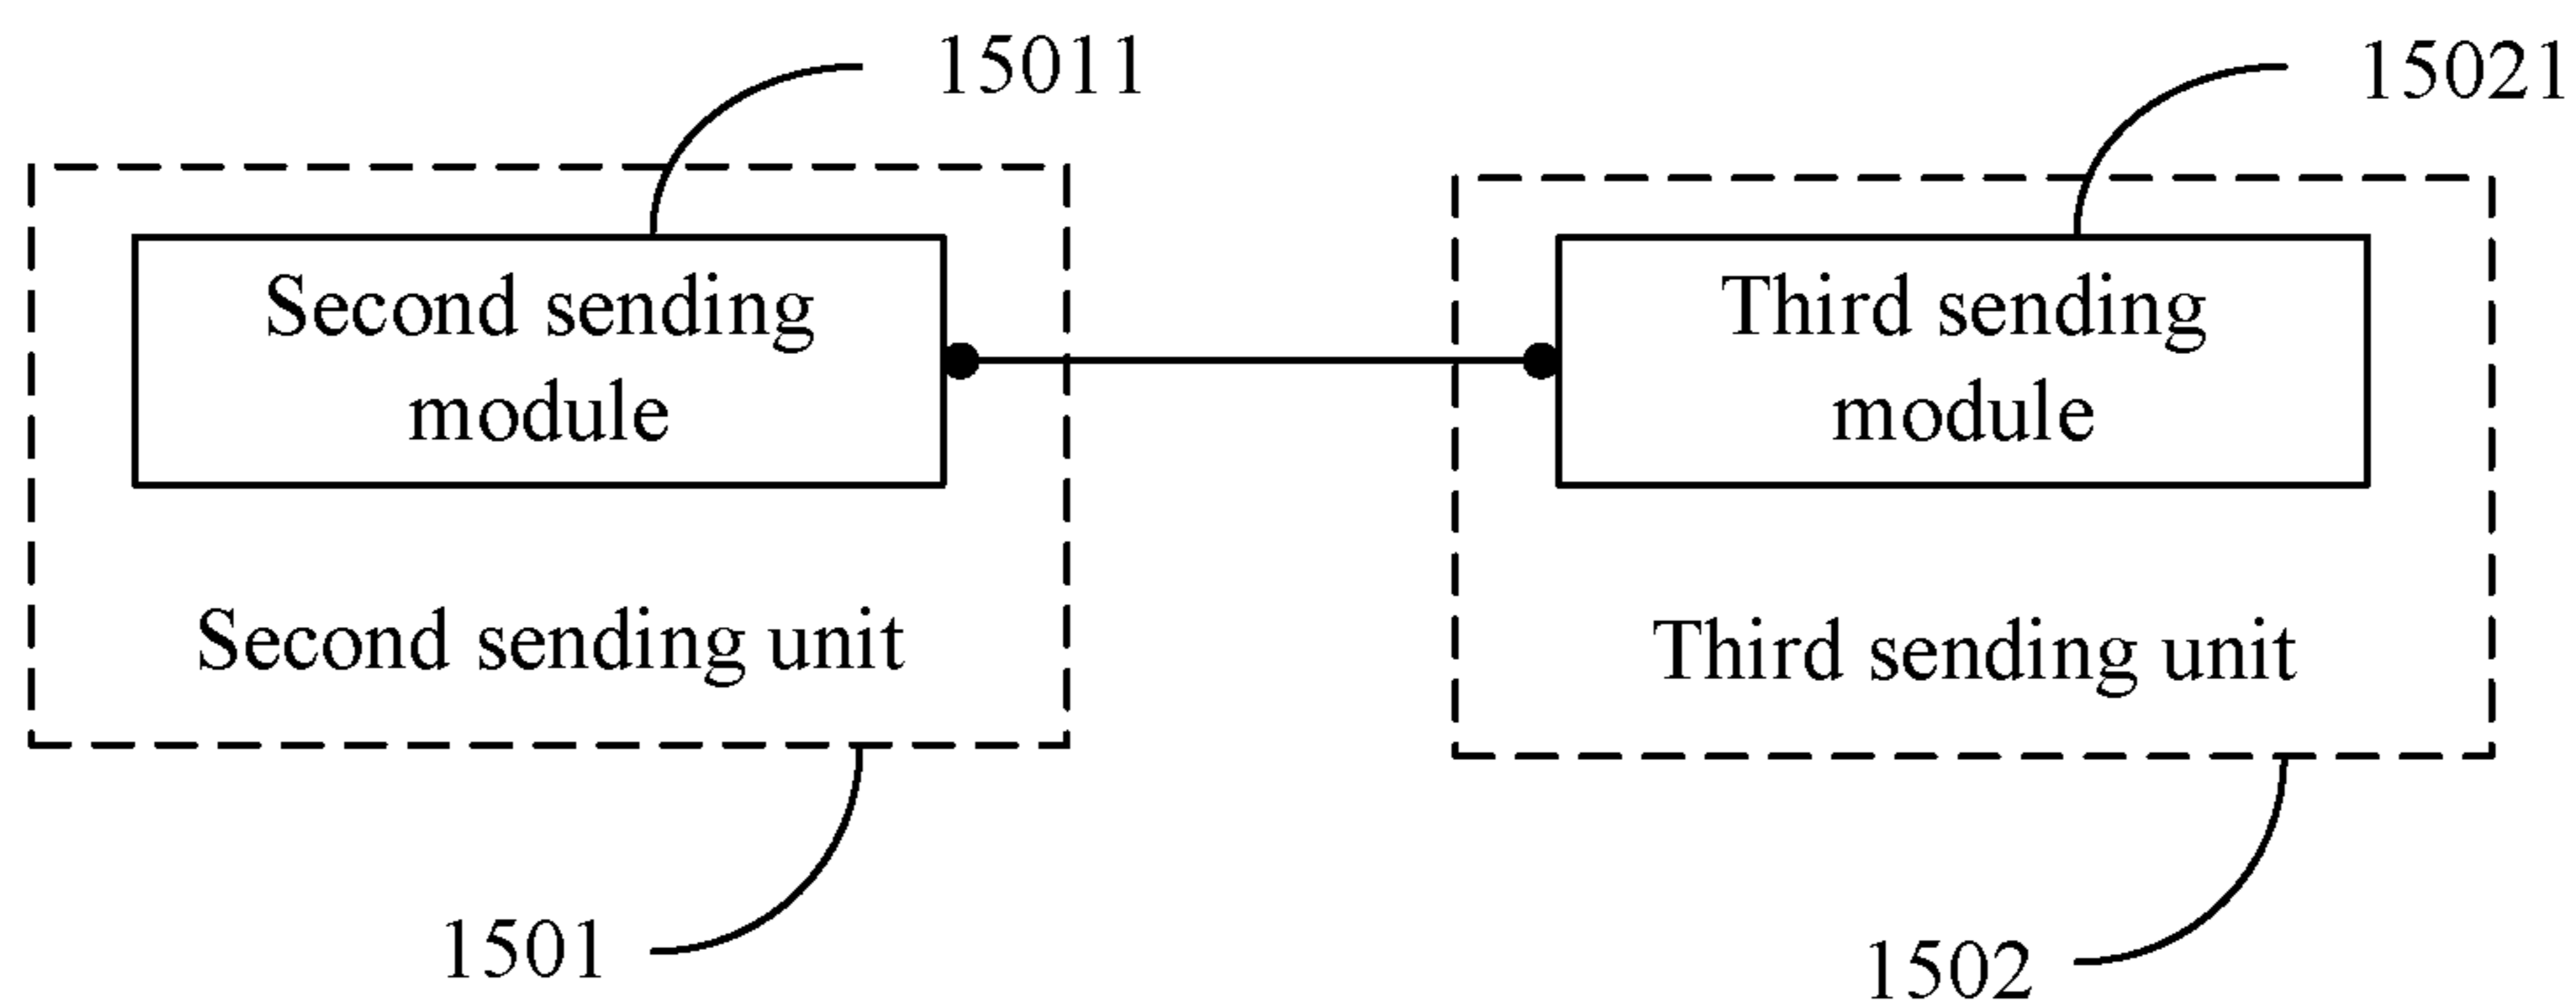 15011
15021
Second sending
module
Third sending
module
Second sending unit
Third sending unit
1501
1502